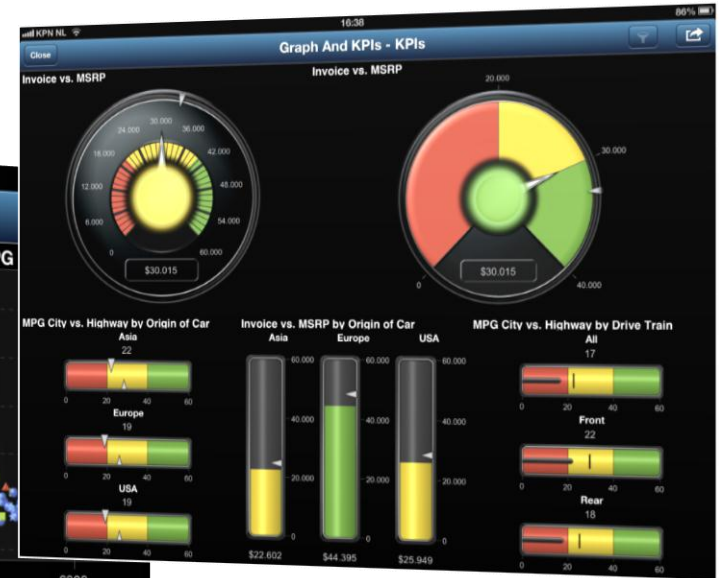 KPN NL
16:38
86%
Close
Graph And KPIs - KPIs
Invoice vs. MSRP
0
6.000
12.000
18.000
24.000
30.000
36.000
42.000
48.000
54.000
60.000
$30.015
Invoice vs. MSRP
0
20.000
30.000
40.000
$30.015
MPG City vs. Highway by Origin of Car
Asia
22
0 20 40 60
Europe
19
0 20 40 60
USA
19
0 20 40 60
Invoice vs. MSRP by Origin of Car
Asia Europe USA
60.000 60.000 60.000
40.000 40.000 40.000
20.000 20.000 20.000
0 0 0
$22.602 $44.395 $25.949
MPG City vs. Highway by Drive Train
All
17
0 20 40 60
Front
22
0 20 40 60
Rear
18
0 20 40 60